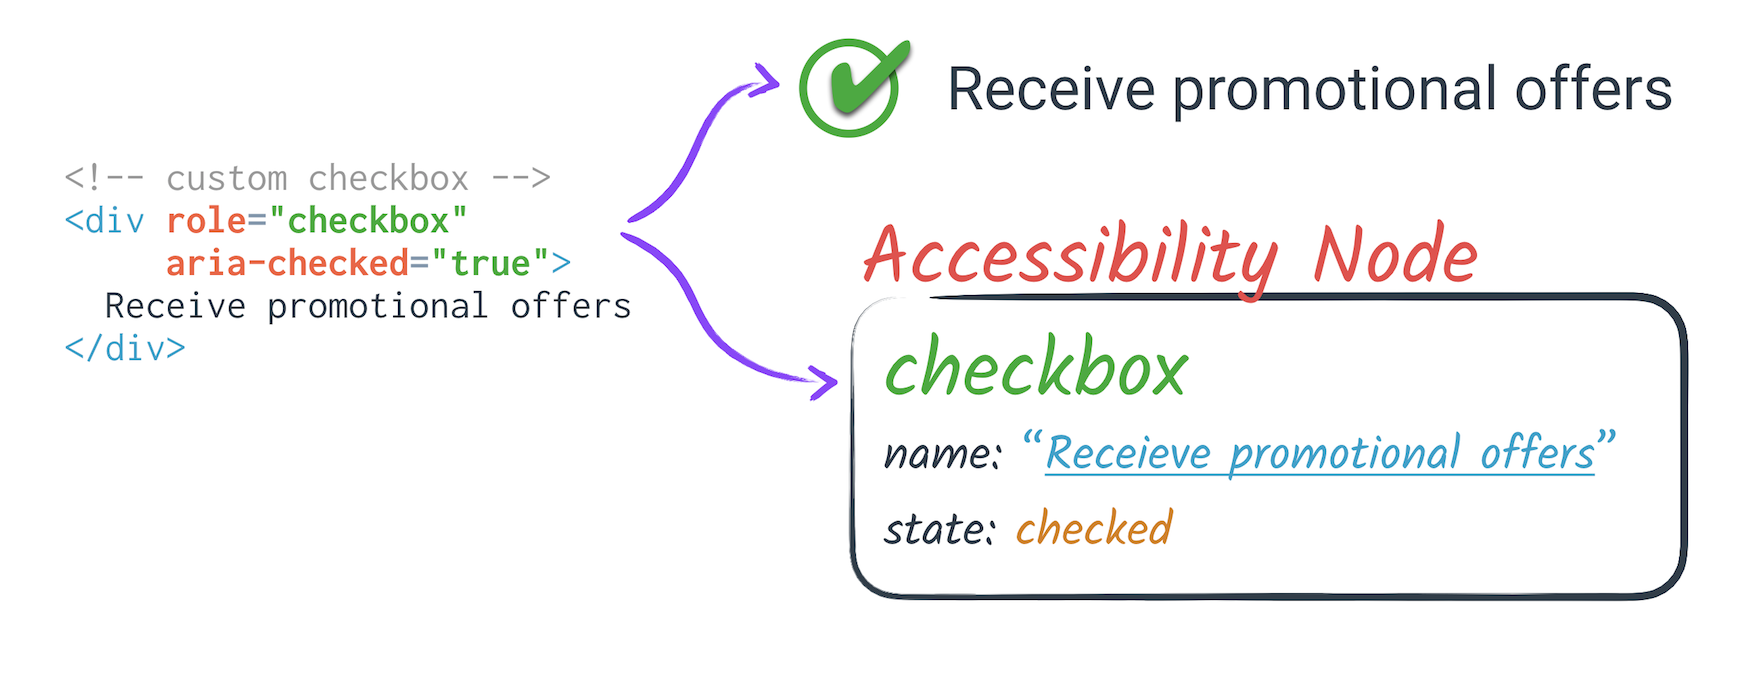 <!-- custom checkbox -->
<div role="checkbox"
aria-checked="true">
Receive promotional offers
</div>
Receive promotional offers
Accessibility Node
checkbox
name: “Receieve promotional offers”
state: checked